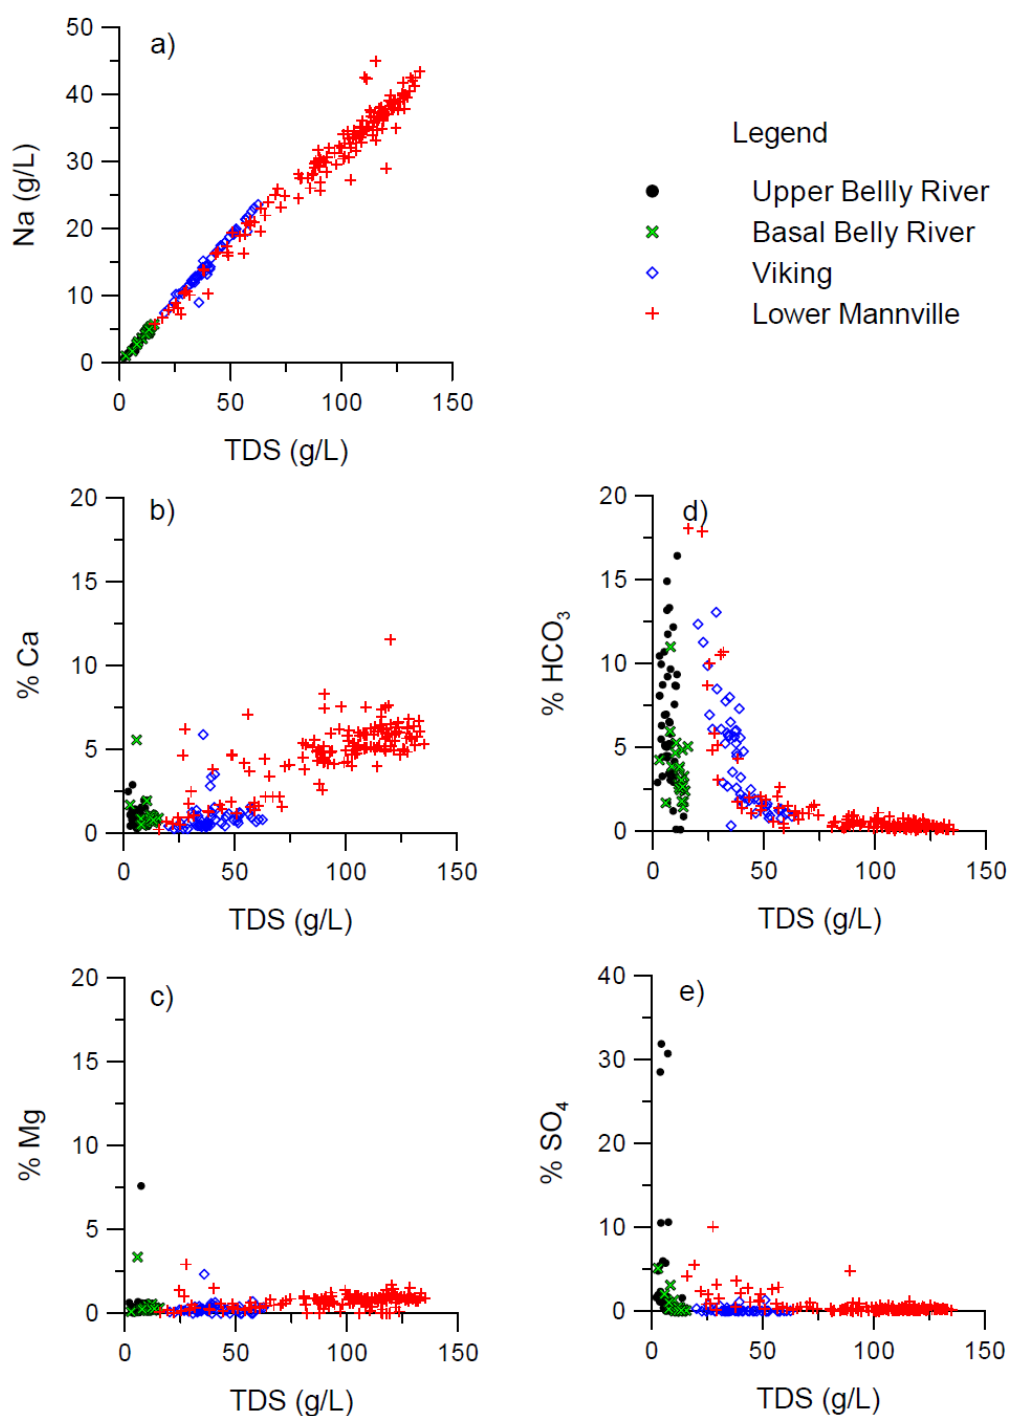 a)
50
40
30
20
10
0
Na (g/L)
0 50 100 150
TDS (g/L)
Legend
Upper Bellly River
Basal Belly River
Viking
Lower Mannville
b)
20
15
10
5
0
% Ca
0 50 100 150
TDS (g/L)
d)
20
15
10
5
0
% HCO₃
0 50 100 150
TDS (g/L)
c)
20
15
10
5
0
% Mg
0 50 100 150
TDS (g/L)
e)
40
30
20
10
0
% SO₄
0 50 100 150
TDS (g/L)